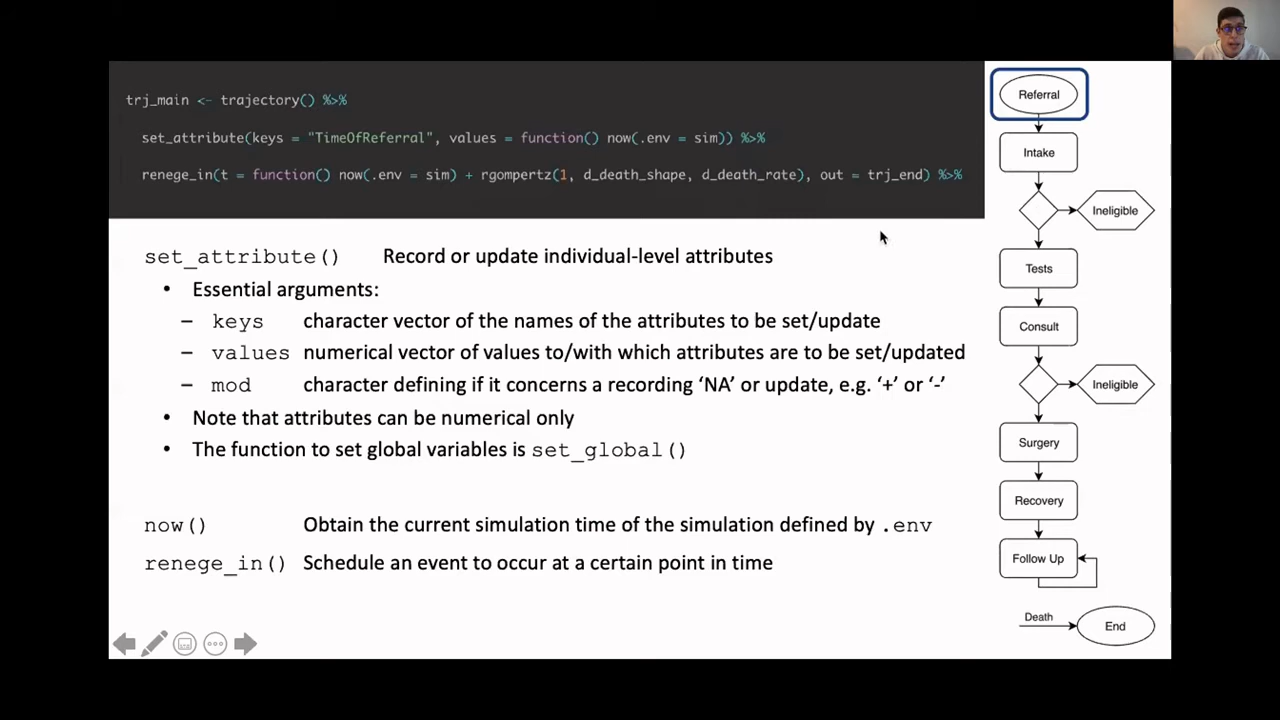 trj_main <- trajectory() %>%
set_attribute(keys = "TimeOfReferral", values = function() now(.env = sim)) %>%
renege_in(t = function() now(.env = sim) + rgompertz(1, d_death_shape, d_death_rate), out = trj_end) %>%
set_attribute() Record or update individual-level attributes
• Essential arguments:
– keys character vector of the names of the attributes to be set/update
– values numerical vector of values to/with which attributes are to be set/updated
– mod character defining if it concerns a recording ‘NA’ or update, e.g. ‘+’ or ‘-’
• Note that attributes can be numerical only
• The function to set global variables is set_global()
now() Obtain the current simulation time of the simulation defined by .env
renege_in() Schedule an event to occur at a certain point in time
Referral
Intake
Ineligible
Tests
Consult
Ineligible
Surgery
Recovery
Follow Up
Death
End